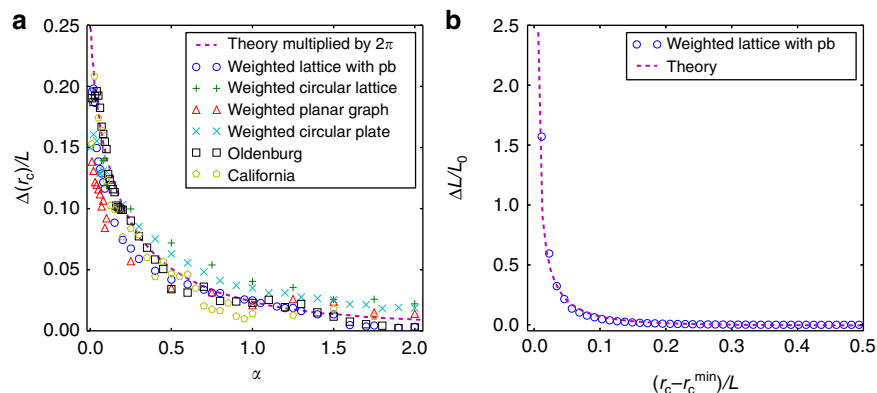 a
Theory multiplied by 2π
Weighted lattice with pb
Weighted circular lattice
Weighted planar graph
Weighted circular plate
Oldenburg
California
0.20
0.15
0.10
0.05
0.00
Δ(r_c)/L
0.0
0.5
1.0
1.5
2.0
α
b
Weighted lattice with pb
Theory
2.5
2.0
1.5
1.0
0.5
0.0
ΔL/L₀
0.0
0.1
0.2
0.3
0.4
0.5
(r_c–r_c^min)/L